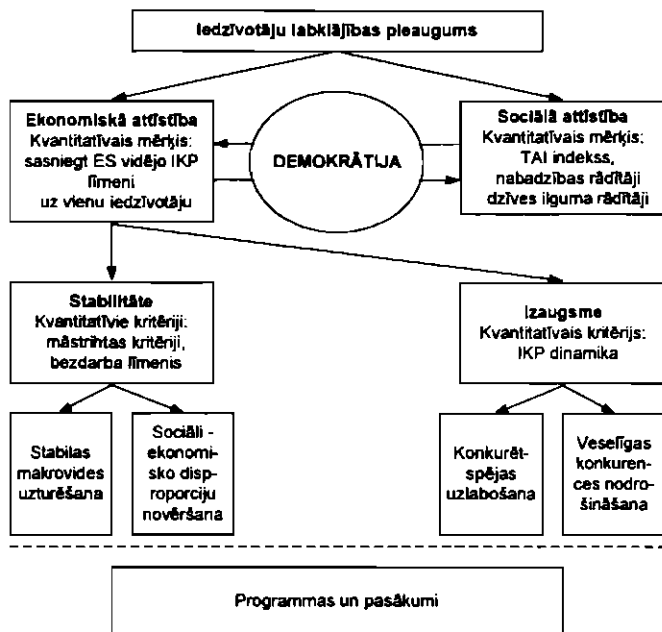 Iedzīvotāju labklājības pieaugums
Ekonomiskā attīstība
Kvantitatīvais mērķis:
sasniegt ES vidējo IKP
līmeni
uz vienu iedzīvotāju
DEMOKRĀTIJA
Sociālā attīstība
Kvantitatīvais mērķis:
TAI indekss,
nabadzības rādītāji
dzīves ilguma rādītāji
Stabilitāte
Kvantitatīvie kritēriji:
māstrihtas kritēriji,
bezdarba līmenis
Izaugsme
Kvantitatīvais kritērijs:
IKP dinamika
Stabilas
makrovides
uzturēšana
Sociāli -
ekonomi-
sko disp-
roporciju
novēršana
Konkurēt-
spējas
uzlabošana
Veselīgas
konkuren-
ces nodro-
šināšana
Programmas un pasākumi